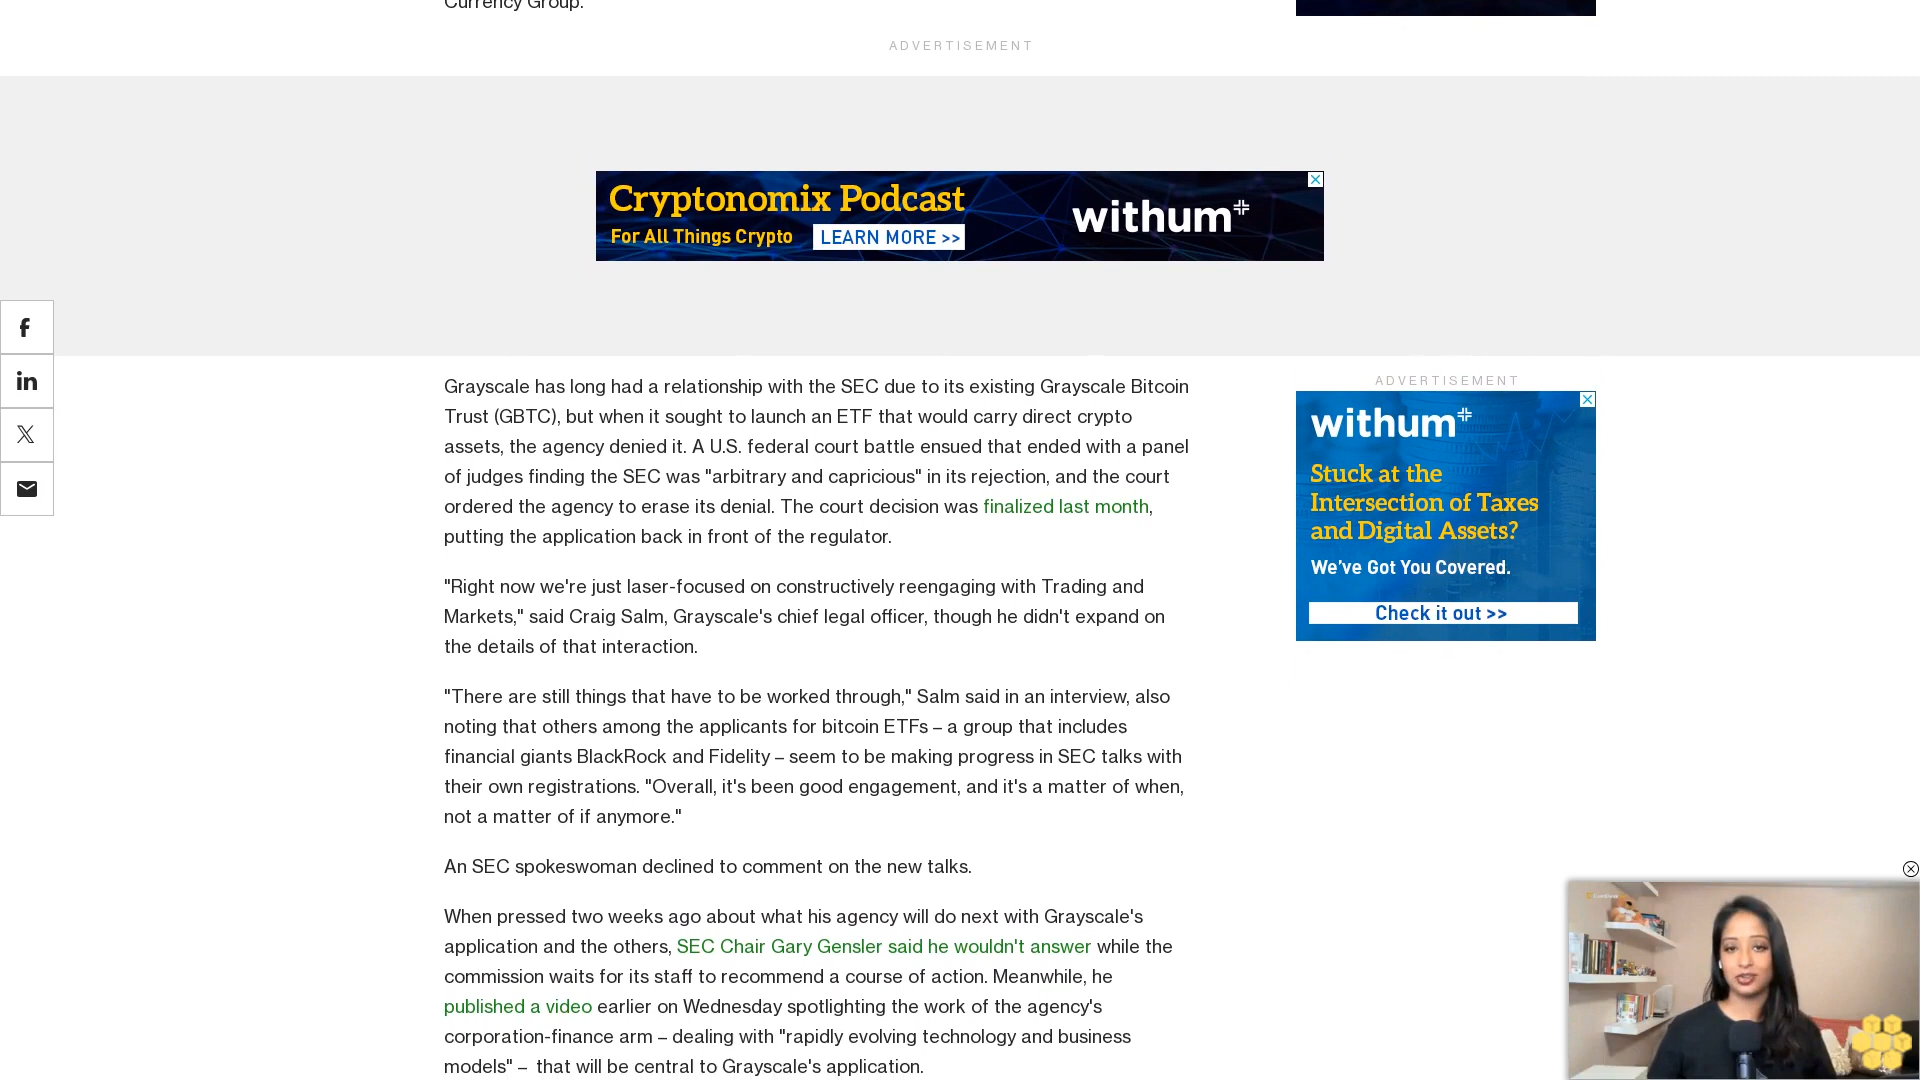 Currency Group.
ADVERTISEMENT
Cryptonomix Podcast
For All Things Crypto
LEARN MORE >>
withum
Grayscale has long had a relationship with the SEC due to its existing Grayscale Bitcoin
Trust (GBTC), but when it sought to launch an ETF that would carry direct crypto
assets, the agency denied it. A U.S. federal court battle ensued that ended with a panel
of judges finding the SEC was "arbitrary and capricious" in its rejection, and the court
ordered the agency to erase its denial. The court decision was finalized last month,
putting the application back in front of the regulator.
"Right now we're just laser-focused on constructively reengaging with Trading and
Markets," said Craig Salm, Grayscale's chief legal officer, though he didn't expand on
the details of that interaction.
"There are still things that have to be worked through," Salm said in an interview, also
noting that others among the applicants for bitcoin ETFs – a group that includes
financial giants BlackRock and Fidelity – seem to be making progress in SEC talks with
their own registrations. "Overall, it's been good engagement, and it's a matter of when,
not a matter of if anymore."
An SEC spokeswoman declined to comment on the new talks.
When pressed two weeks ago about what his agency will do next with Grayscale's
application and the others, SEC Chair Gary Gensler said he wouldn't answer while the
commission waits for its staff to recommend a course of action. Meanwhile, he
published a video earlier on Wednesday spotlighting the work of the agency's
corporation-finance arm – dealing with "rapidly evolving technology and business
models" – that will be central to Grayscale's application.
ADVERTISEMENT
withum
Stuck at the
Intersection of Taxes
and Digital Assets?
We've Got You Covered.
Check it out >>